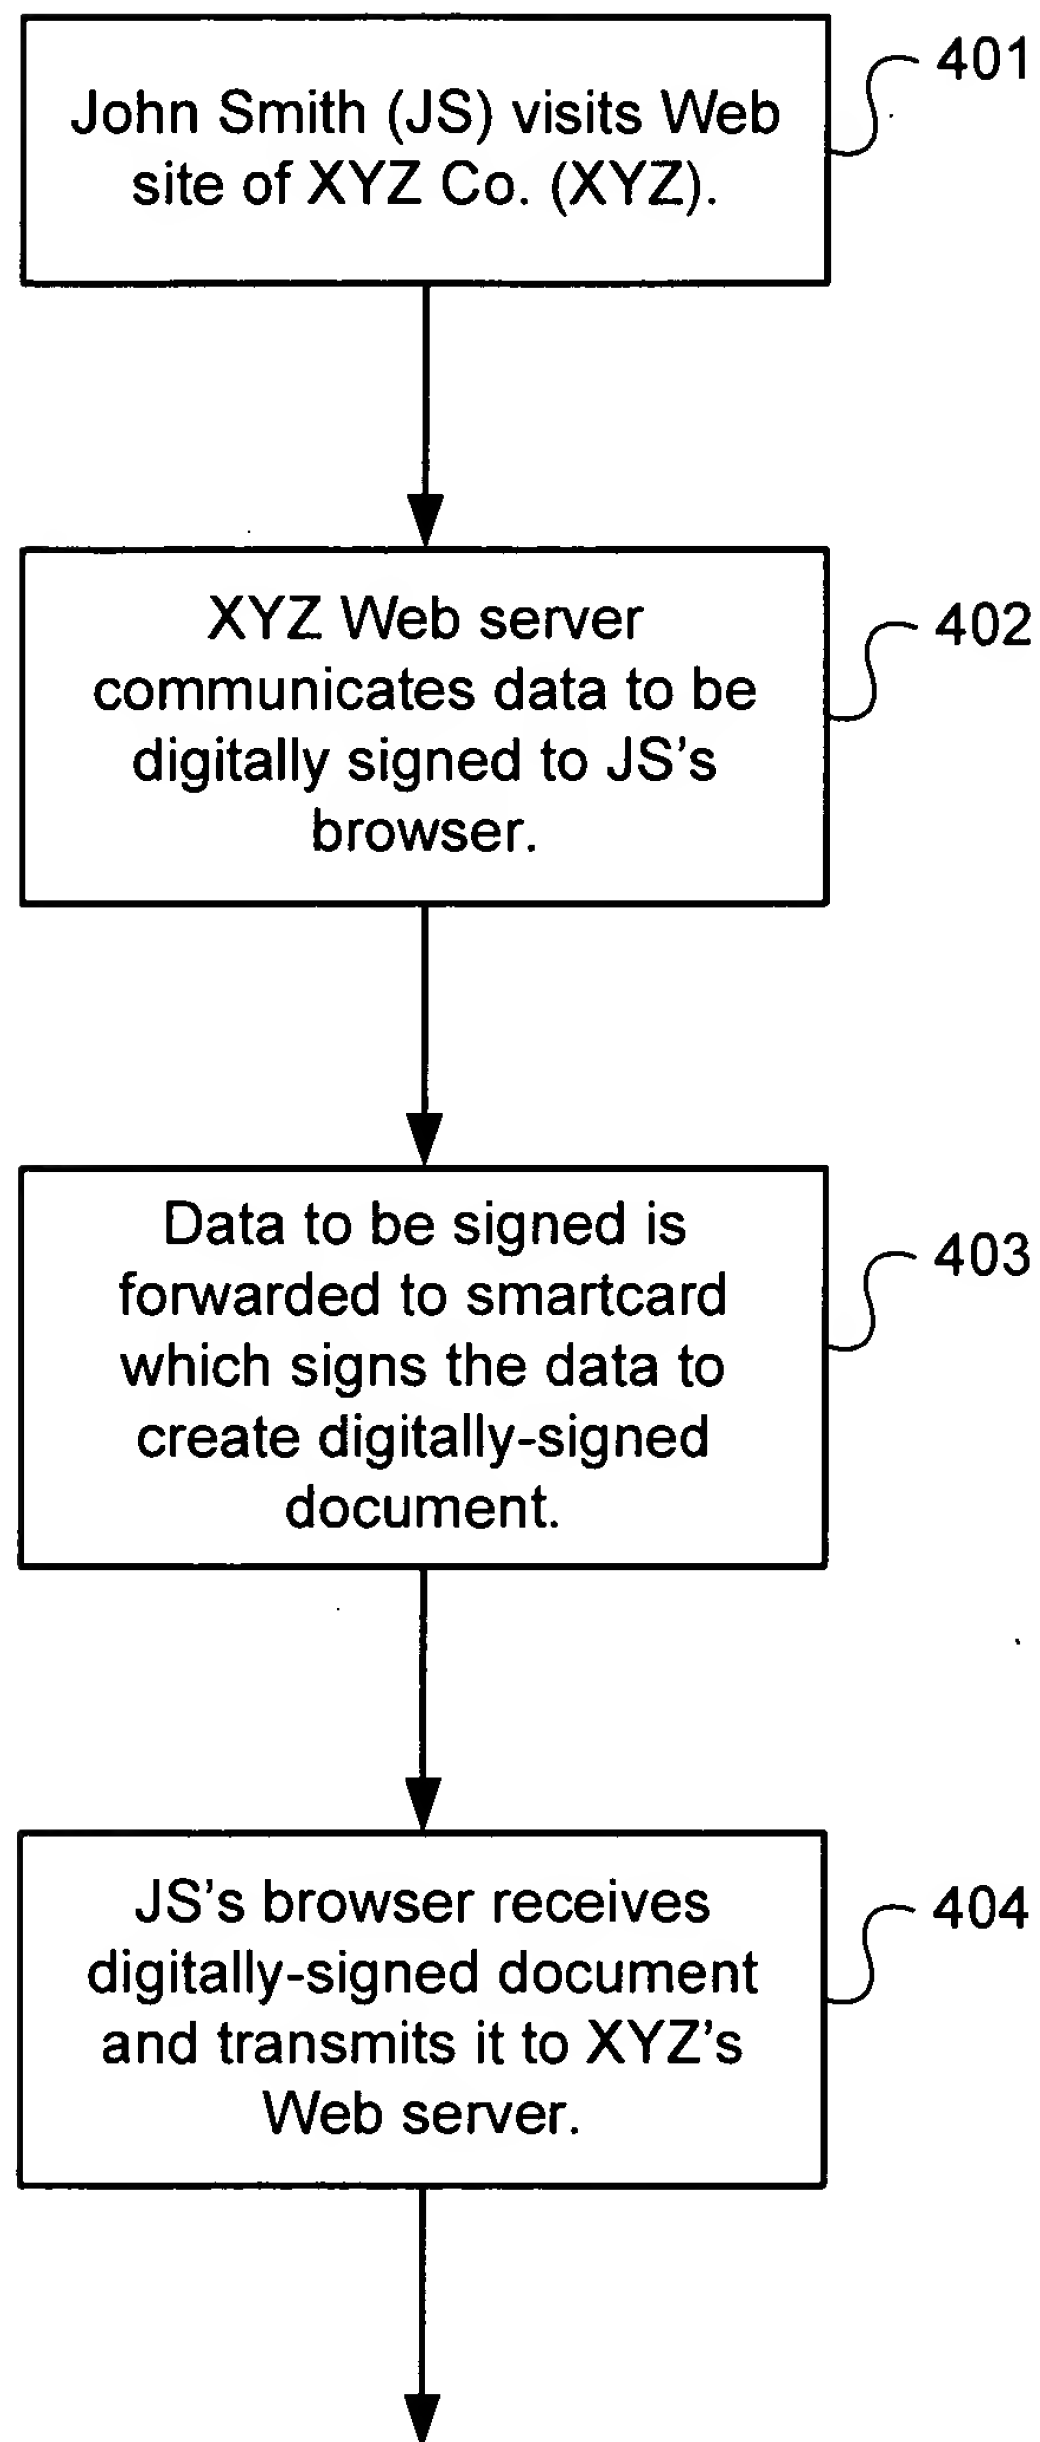 John Smith (JS) visits Web
site of XYZ Co. (XYZ).
401
XYZ Web server
communicates data to be
digitally signed to JS's
browser.
402
Data to be signed is
forwarded to smartcard
which signs the data to
create digitally-signed
document.
403
JS's browser receives
digitally-signed document
and transmits it to XYZ's
Web server.
404